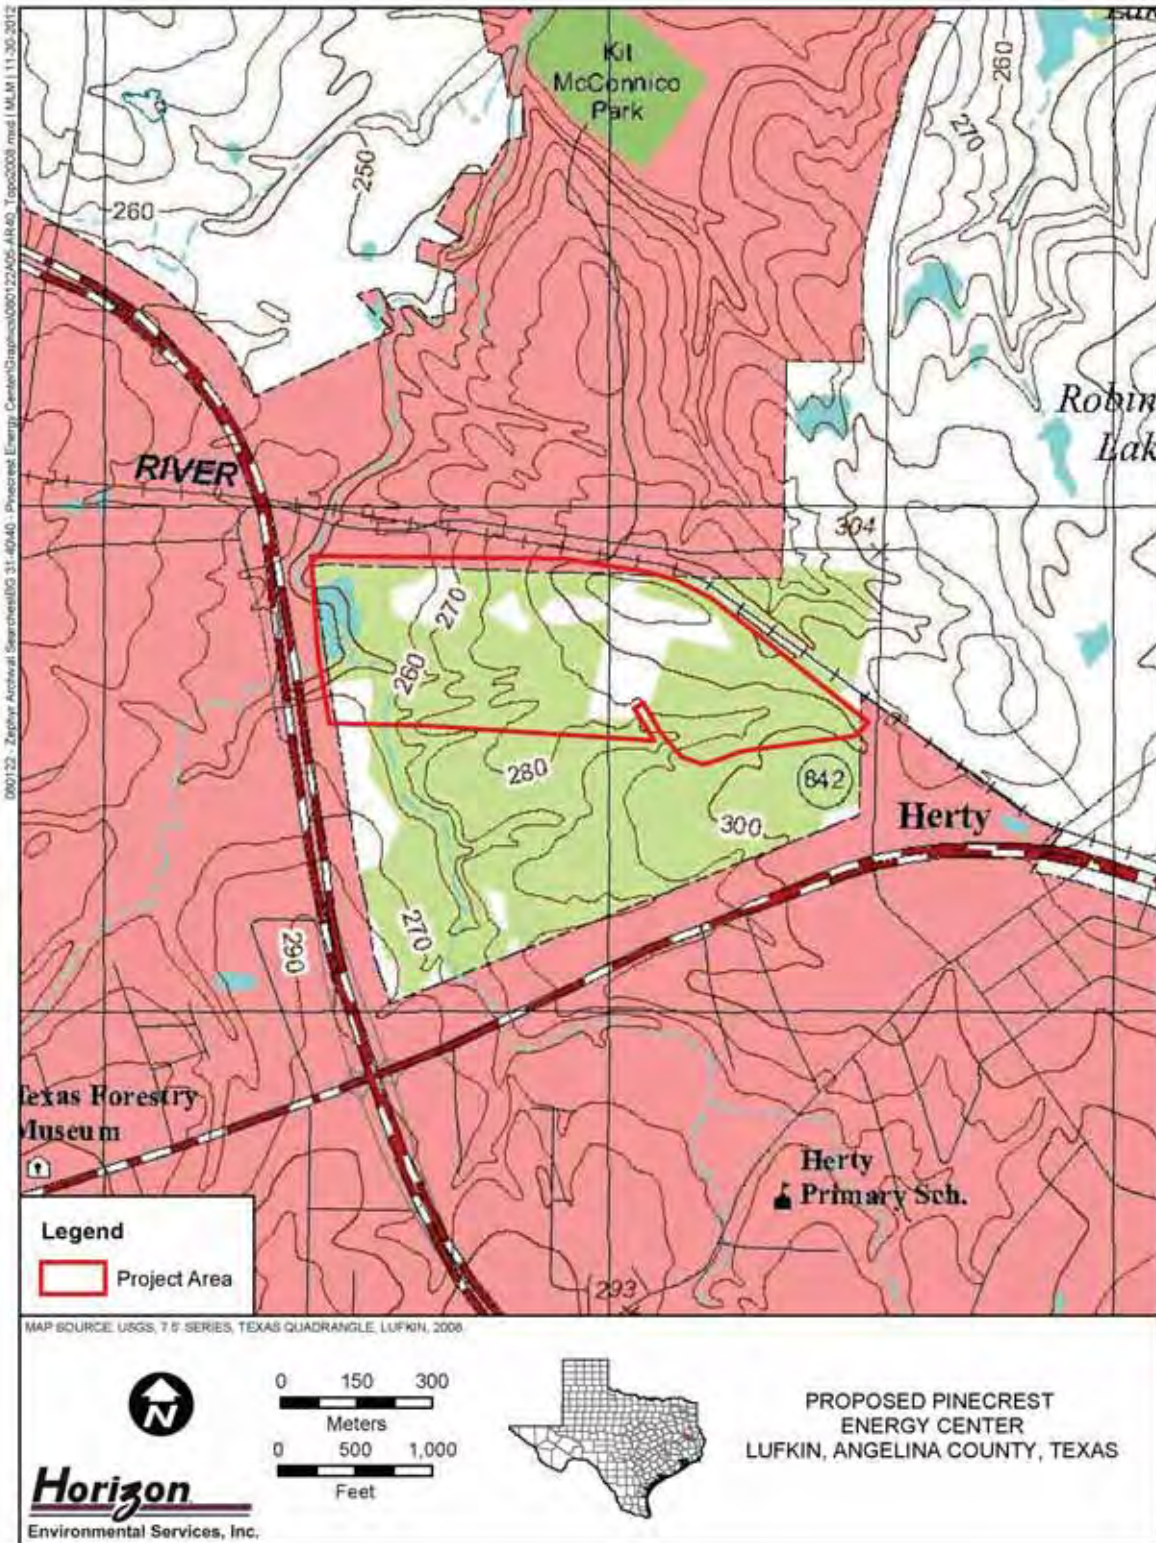 Kit
McConnico
Park
260
270
250
260
Robin
Lak
RIVER
304
270
260
280
842
300
Herty
270
290
Texas Forestry
Museum
Herty
Primary Sch.
293
Legend
Project Area
MAP SOURCE: USGS, 7.5' SERIES, TEXAS QUADRANGLE, LUFKIN, 2008
N
0 150 300
Meters
0 500 1,000
Feet
PROPOSED PINECREST
ENERGY CENTER
LUFKIN, ANGELINA COUNTY, TEXAS
Horizon
Environmental Services, Inc.